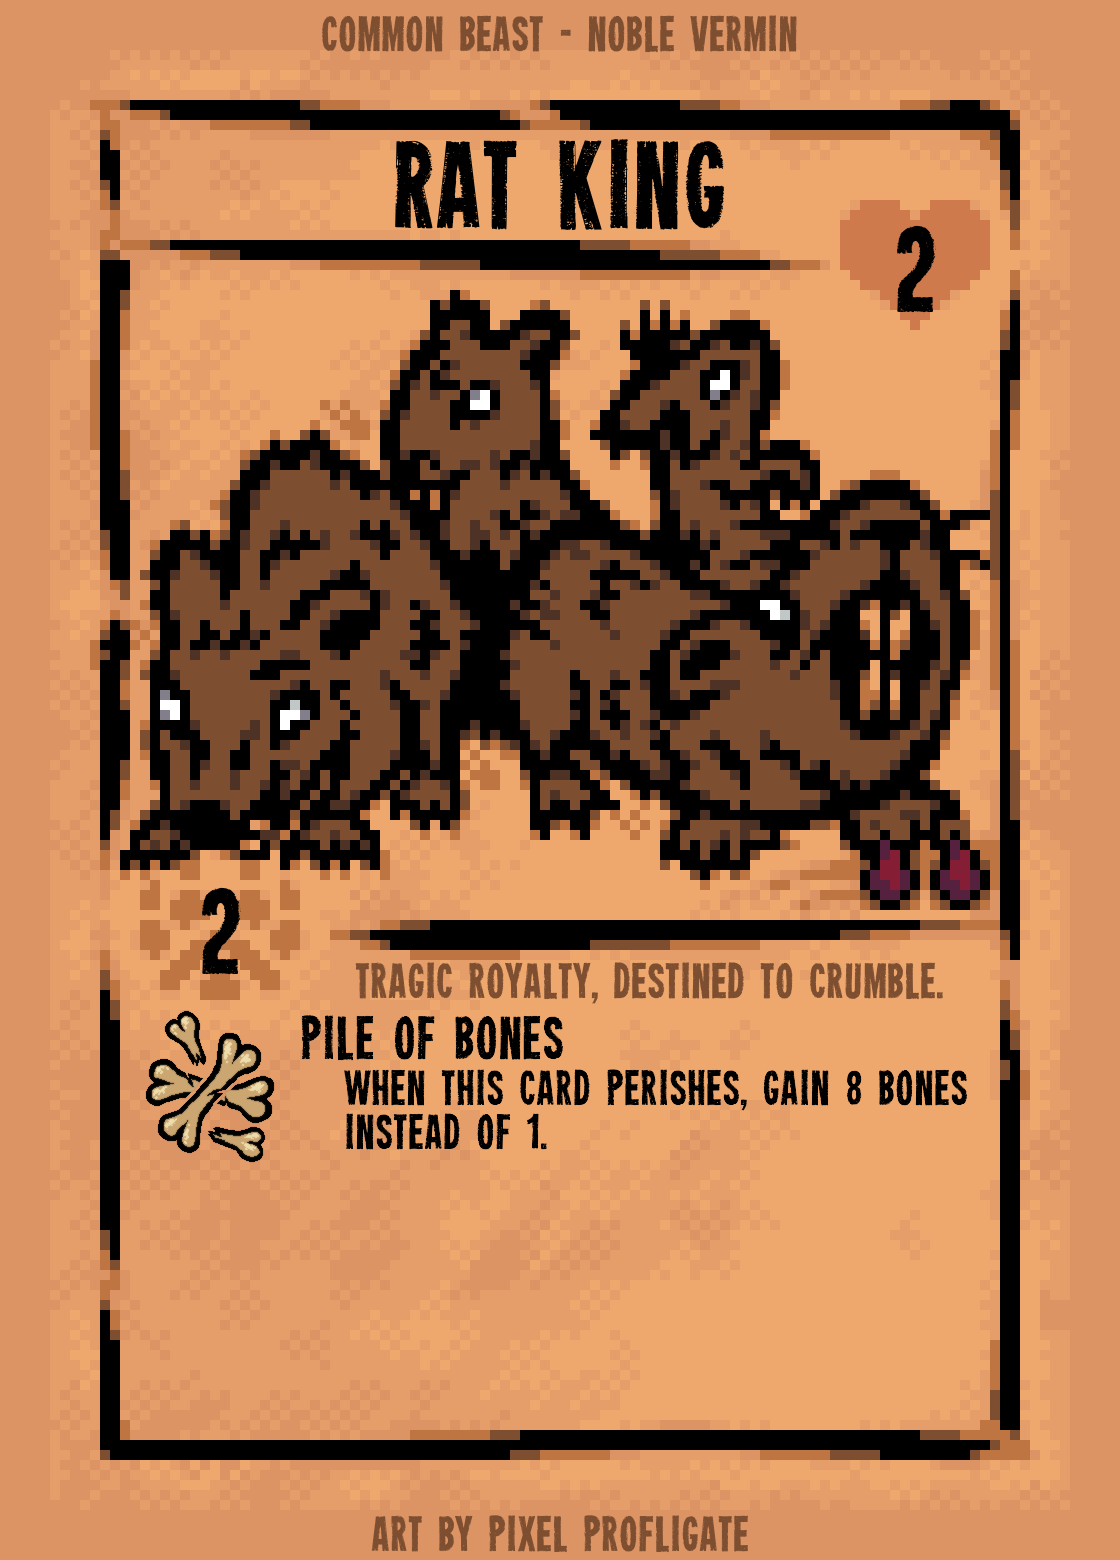 COMMON BEAST - NOBLE VERMIN
RAT KING
2
2
TRAGIC ROYALTY, DESTINED TO CRUMBLE.
PILE OF BONES
WHEN THIS CARD PERISHES, GAIN 8 BONES
INSTEAD OF 1.
ART BY PIXEL PROFLIGATE